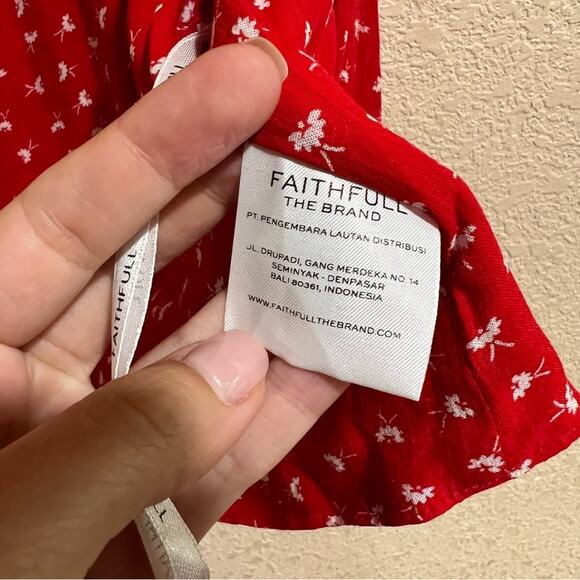 FAITHFULL
THE BRAND
PT. PENGEMBARA LAUTAN DISTRIBUSI
JL. DRUPADI, GANG MERDEKA NO. 14
SEMINYAK - DENPASAR
BALI 80361, INDONESIA
WWW.FAITHFULLTHEBRAND.COM
FAITHFULL